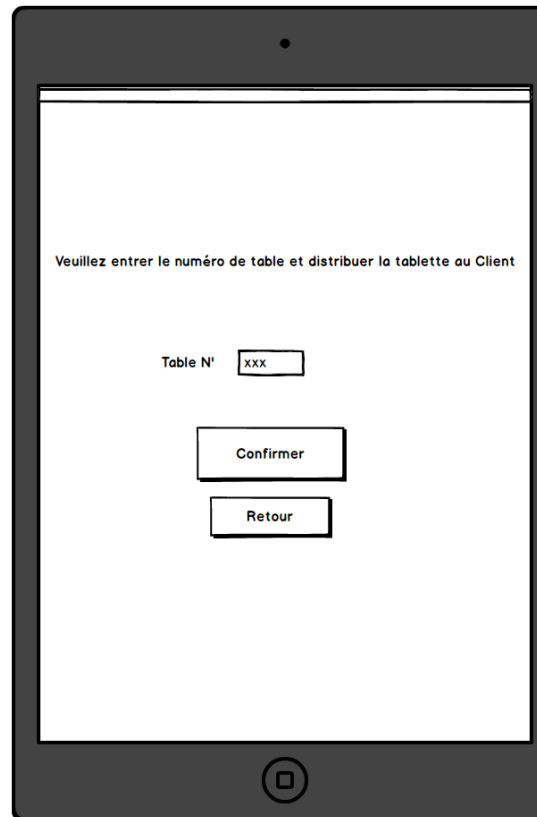 Veuillez entrer le numéro de table et distribuer la tablette au Client
Table N' xxx
Confirmer
Retour